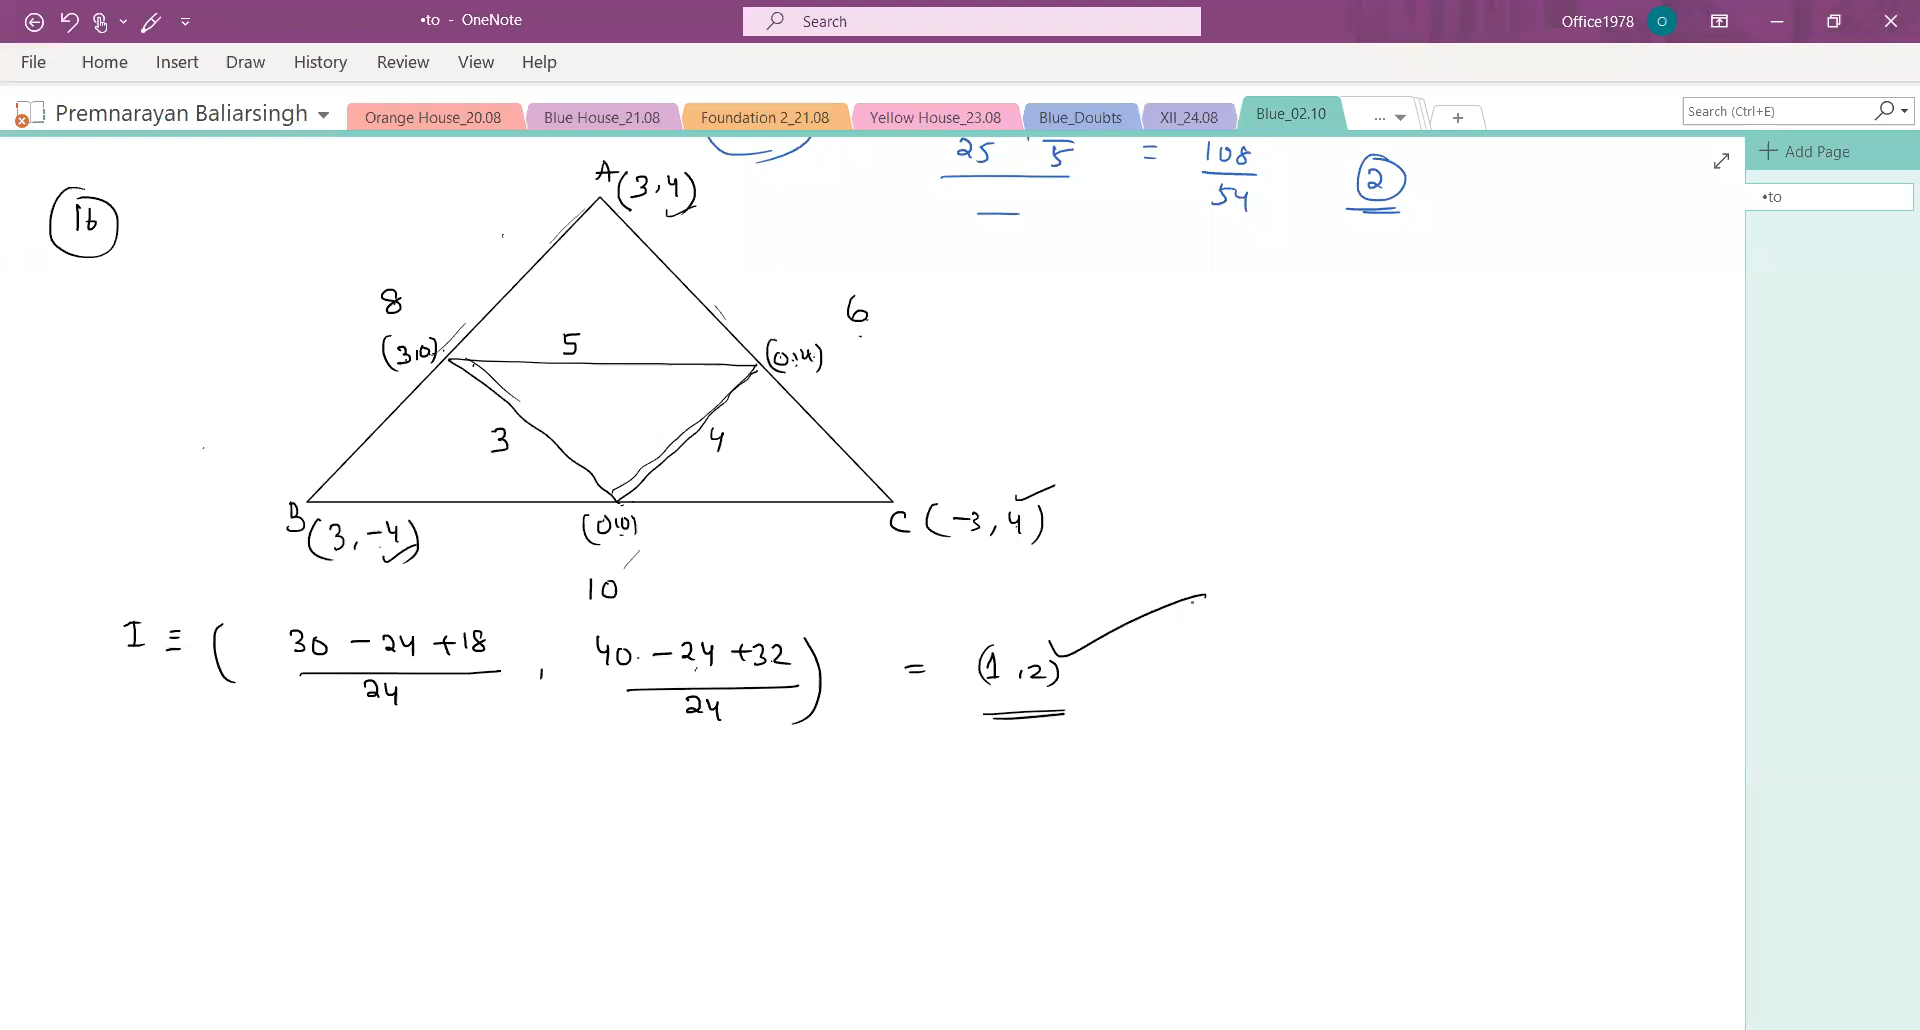 •to - OneNote
Search
Office1978
O
File Home Insert Draw History Review View Help
Premnarayan Baliarsingh
Orange House_20.08
Blue House_21.08
Foundation 2_21.08
Yellow House_23.08
Blue_Doubts
XII_24.08
Blue_02.10
...
+
Search (Ctrl+E)
+ Add Page
•to
25 5 = 108/54 2
16
A (3,4)
8
6
(3,0) 5 (0,4)
3 4
B (3,-4) (0,0) C (-3,4)
10
I ≡ ( 30 - 24 + 18 / 24 , 40 - 24 + 32 / 24 ) = (1,2)